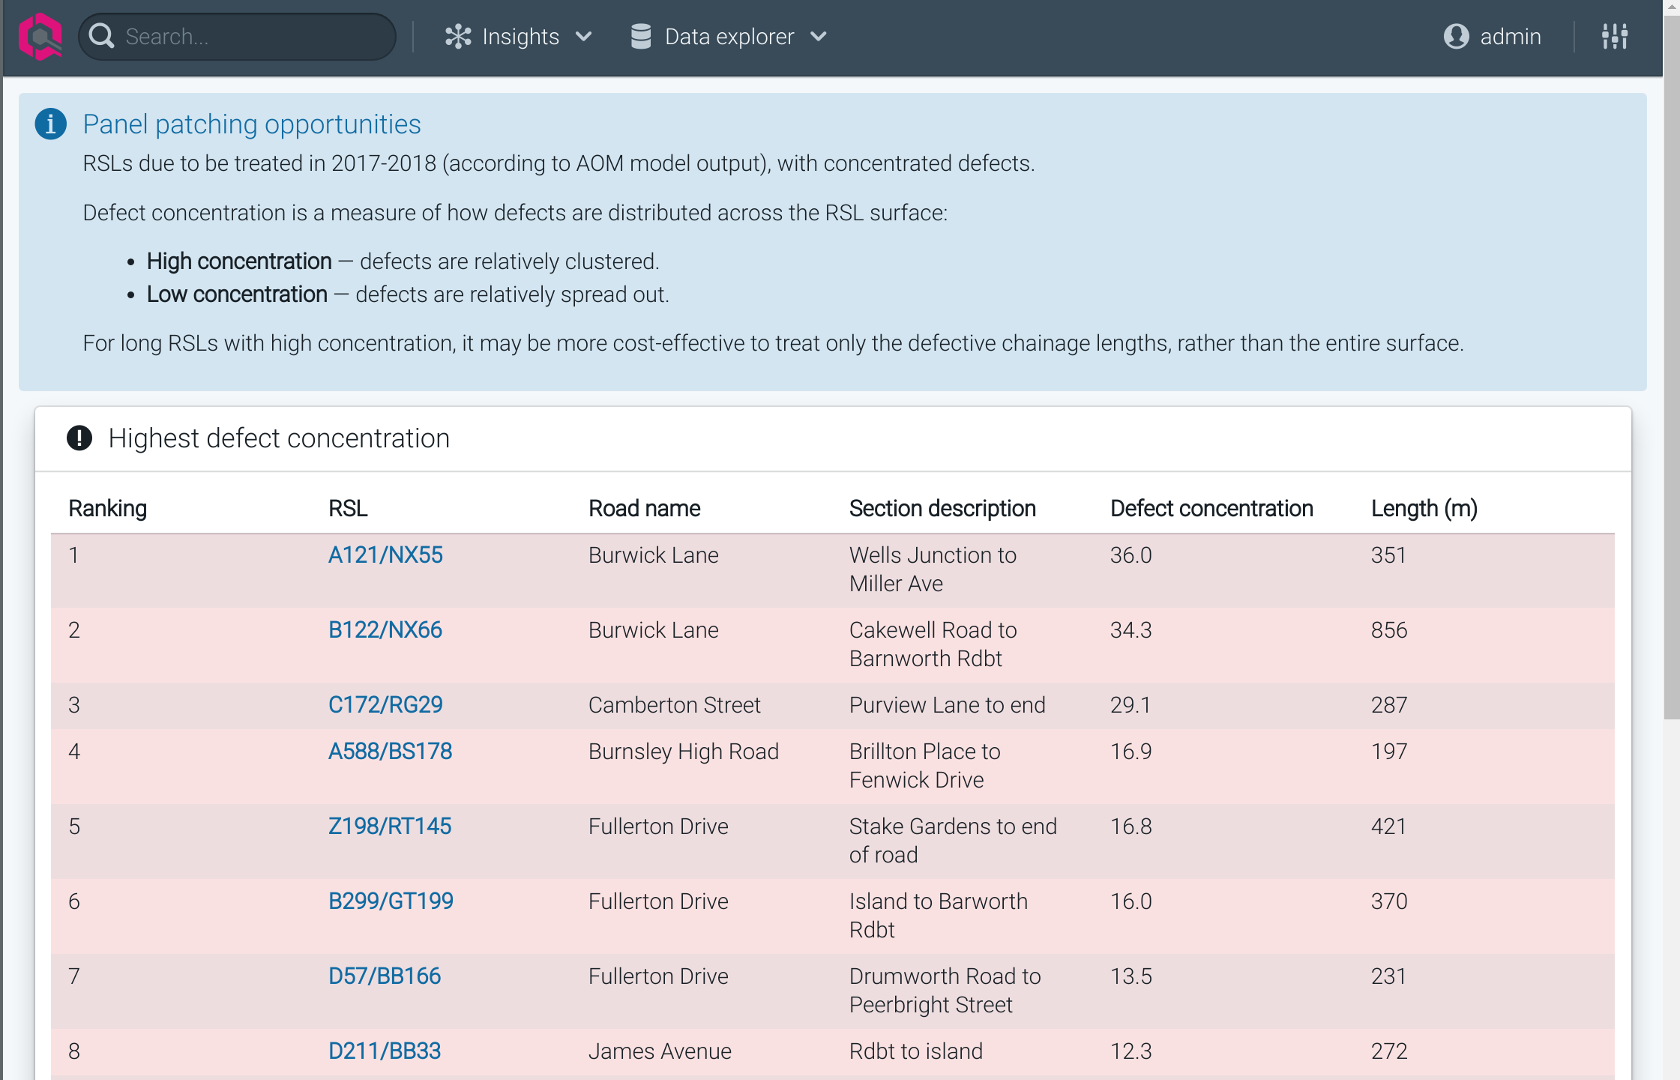 Search...
Insights
Data explorer
admin
Panel patching opportunities
RSLs due to be treated in 2017-2018 (according to AOM model output), with concentrated defects.
Defect concentration is a measure of how defects are distributed across the RSL surface:
• High concentration — defects are relatively clustered.
• Low concentration — defects are relatively spread out.
For long RSLs with high concentration, it may be more cost-effective to treat only the defective chainage lengths, rather than the entire surface.
Highest defect concentration
Ranking RSL Road name Section description Defect concentration Length (m)
1 A121/NX55 Burwick Lane Wells Junction to 36.0 351
Miller Ave
2 B122/NX66 Burwick Lane Cakewell Road to 34.3 856
Barnworth Rdbt
3 C172/RG29 Camberton Street Purview Lane to end 29.1 287
4 A588/BS178 Burnsley High Road Brillton Place to 16.9 197
Fenwick Drive
5 Z198/RT145 Fullerton Drive Stake Gardens to end 16.8 421
of road
6 B299/GT199 Fullerton Drive Island to Barworth 16.0 370
Rdbt
7 D57/BB166 Fullerton Drive Drumworth Road to 13.5 231
Peerbright Street
8 D211/BB33 James Avenue Rdbt to island 12.3 272